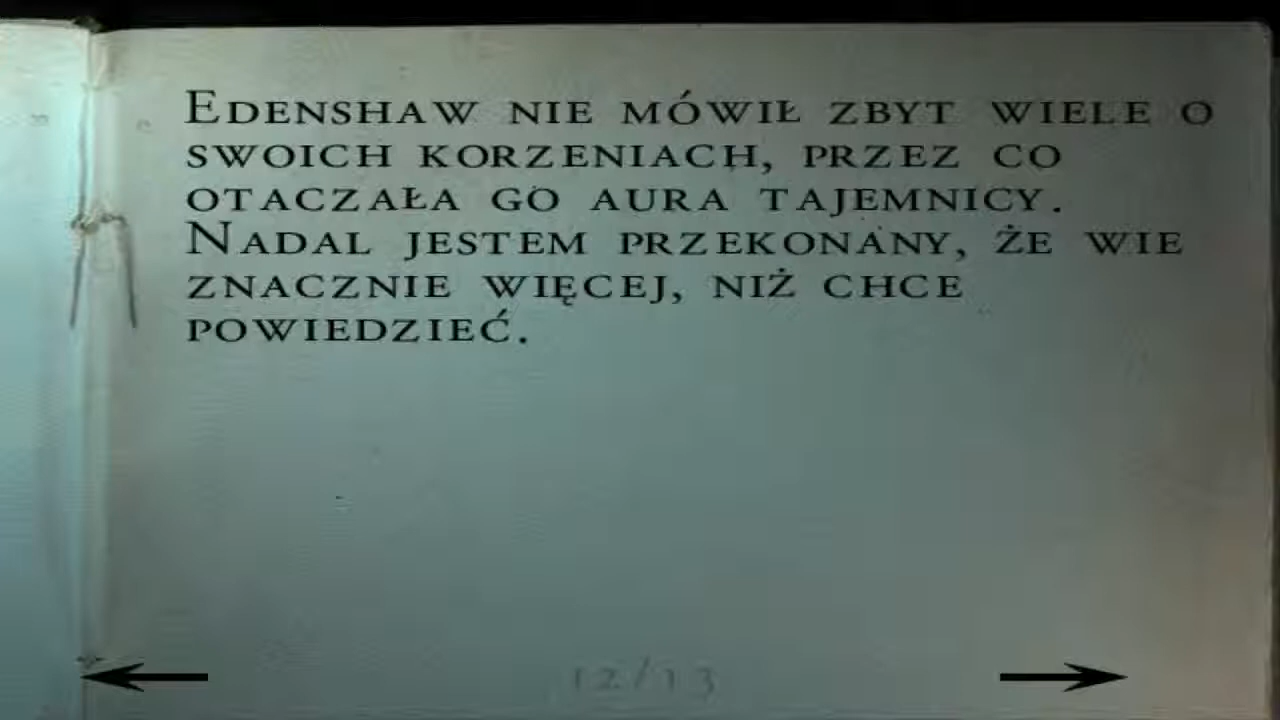 Edenshaw nie mówił zbyt wiele o
swoich korzeniach, przez co
otaczała go aura tajemnicy.
Nadal jestem przekonany, że wie
znacznie więcej, niż chce
powiedzieć.
12/13